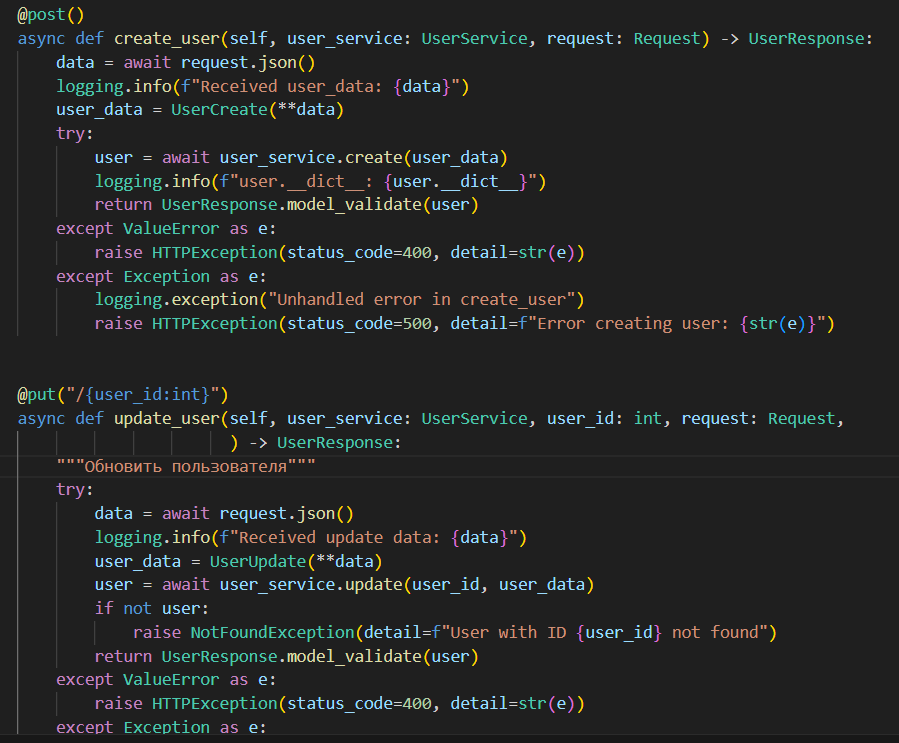 @post()
async def create_user(self, user_service: UserService, request: Request) -> UserResponse:
    data = await request.json()
    logging.info(f"Received user_data: {data}")
    user_data = UserCreate(**data)
    try:
        user = await user_service.create(user_data)
        logging.info(f"user.__dict__: {user.__dict__}")
        return UserResponse.model_validate(user)
    except ValueError as e:
        raise HTTPException(status_code=400, detail=str(e))
    except Exception as e:
        logging.exception("Unhandled error in create_user")
        raise HTTPException(status_code=500, detail=f"Error creating user: {str(e)}")
@put("/{user_id:int}")
async def update_user(self, user_service: UserService, user_id: int, request: Request,
                      ) -> UserResponse:
    """Обновить пользователя"""
    try:
        data = await request.json()
        logging.info(f"Received update data: {data}")
        user_data = UserUpdate(**data)
        user = await user_service.update(user_id, user_data)
        if not user:
            raise NotFoundException(detail=f"User with ID {user_id} not found")
        return UserResponse.model_validate(user)
    except ValueError as e:
        raise HTTPException(status_code=400, detail=str(e))
    except Exception as e: